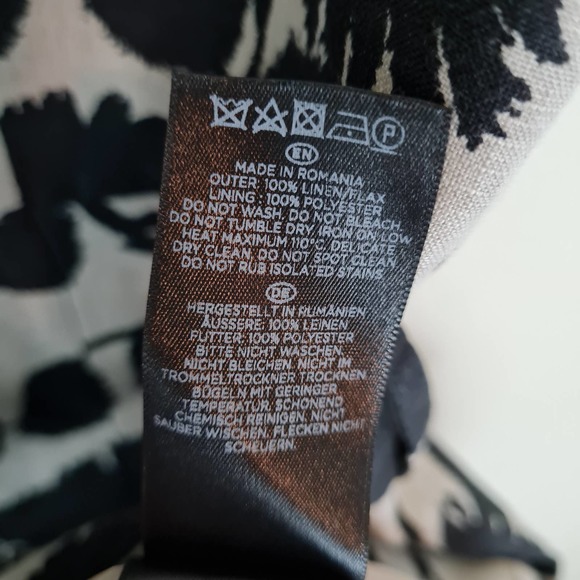 P
EN
MADE IN ROMANIA
OUTER: 100% LINEN/FLAX
LINING: 100% POLYESTER
DO NOT WASH, DO NOT BLEACH,
DO NOT TUMBLE DRY, IRON ON LOW
HEAT MAXIMUM 110°C, DELICATE
DRY CLEAN, DO NOT SPOT CLEAN
DO NOT RUB ISOLATED STAINS
DE
HERGESTELLT IN RUMÄNIEN
ÄUSSERE: 100% LEINEN
FUTTER: 100% POLYESTER
BITTE NICHT WASCHEN,
NICHT BLEICHEN, NICHT IM
TROMMELTROCKNER TROCKEN,
BÜGELN MIT GERINGER
TEMPERATUR. SCHONEND
CHEMISCH REINIGEN. NICHT
SAUBER WISCHEN. FLECKEN NICHT
SCHEUERN.